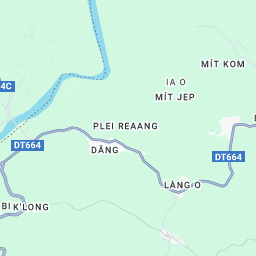 MÍT KOM
IA O
4C
MÍT JEP
PLEI REAANG
DT664
DĂNG
DT664
LÀNG O
BI K'LONG